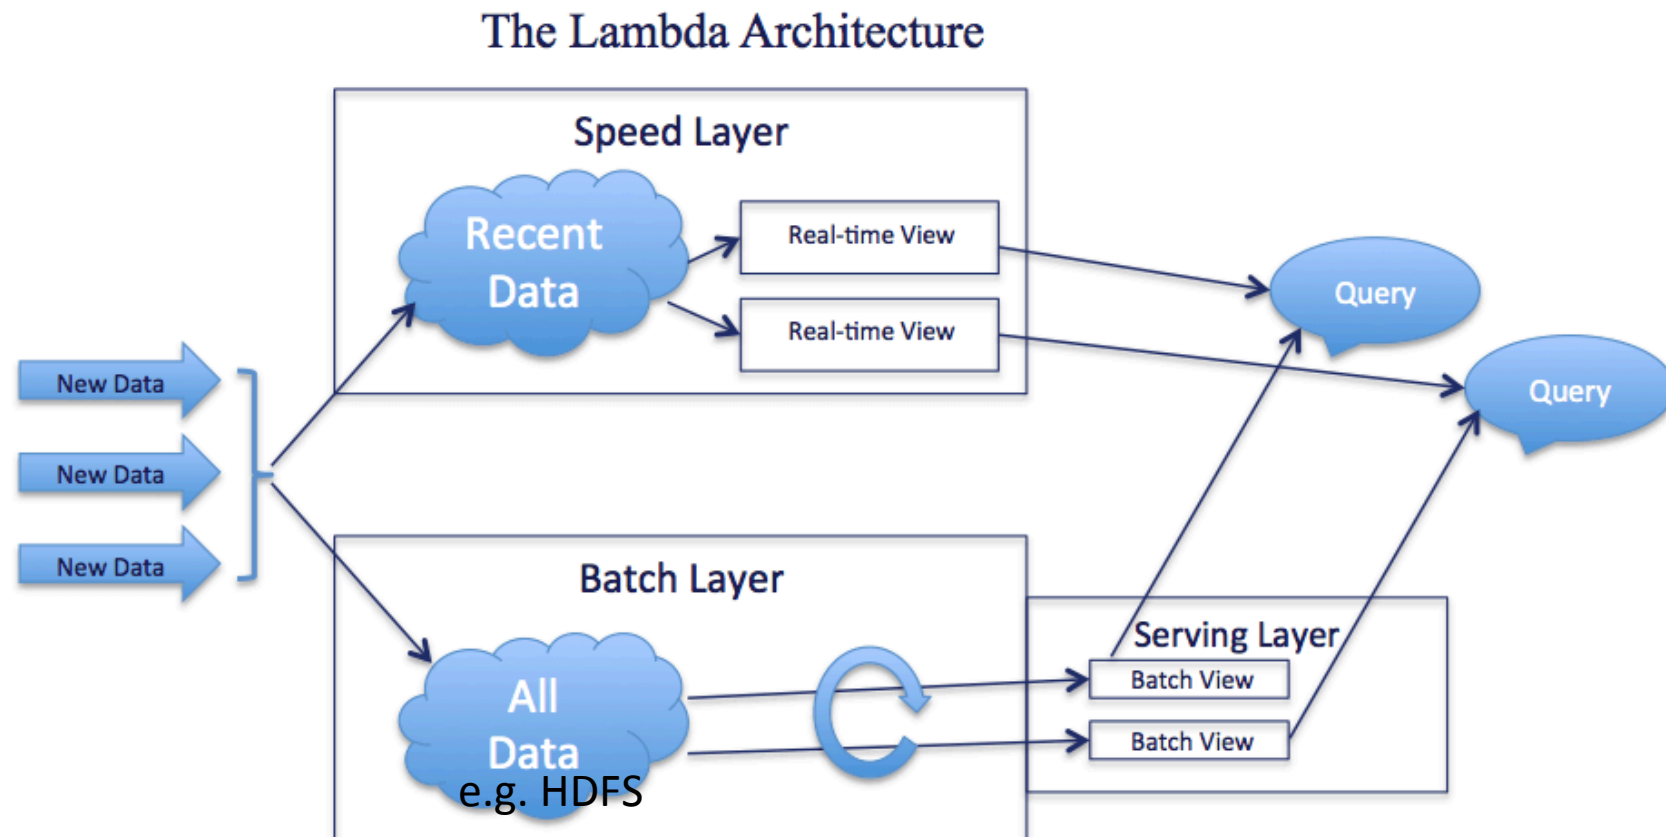 The Lambda Architecture
Speed Layer
Recent
Data
Real-time View
Real-time View
Query
Query
New Data
New Data
New Data
Batch Layer
All
Data
e.g. HDFS
Serving Layer
Batch View
Batch View